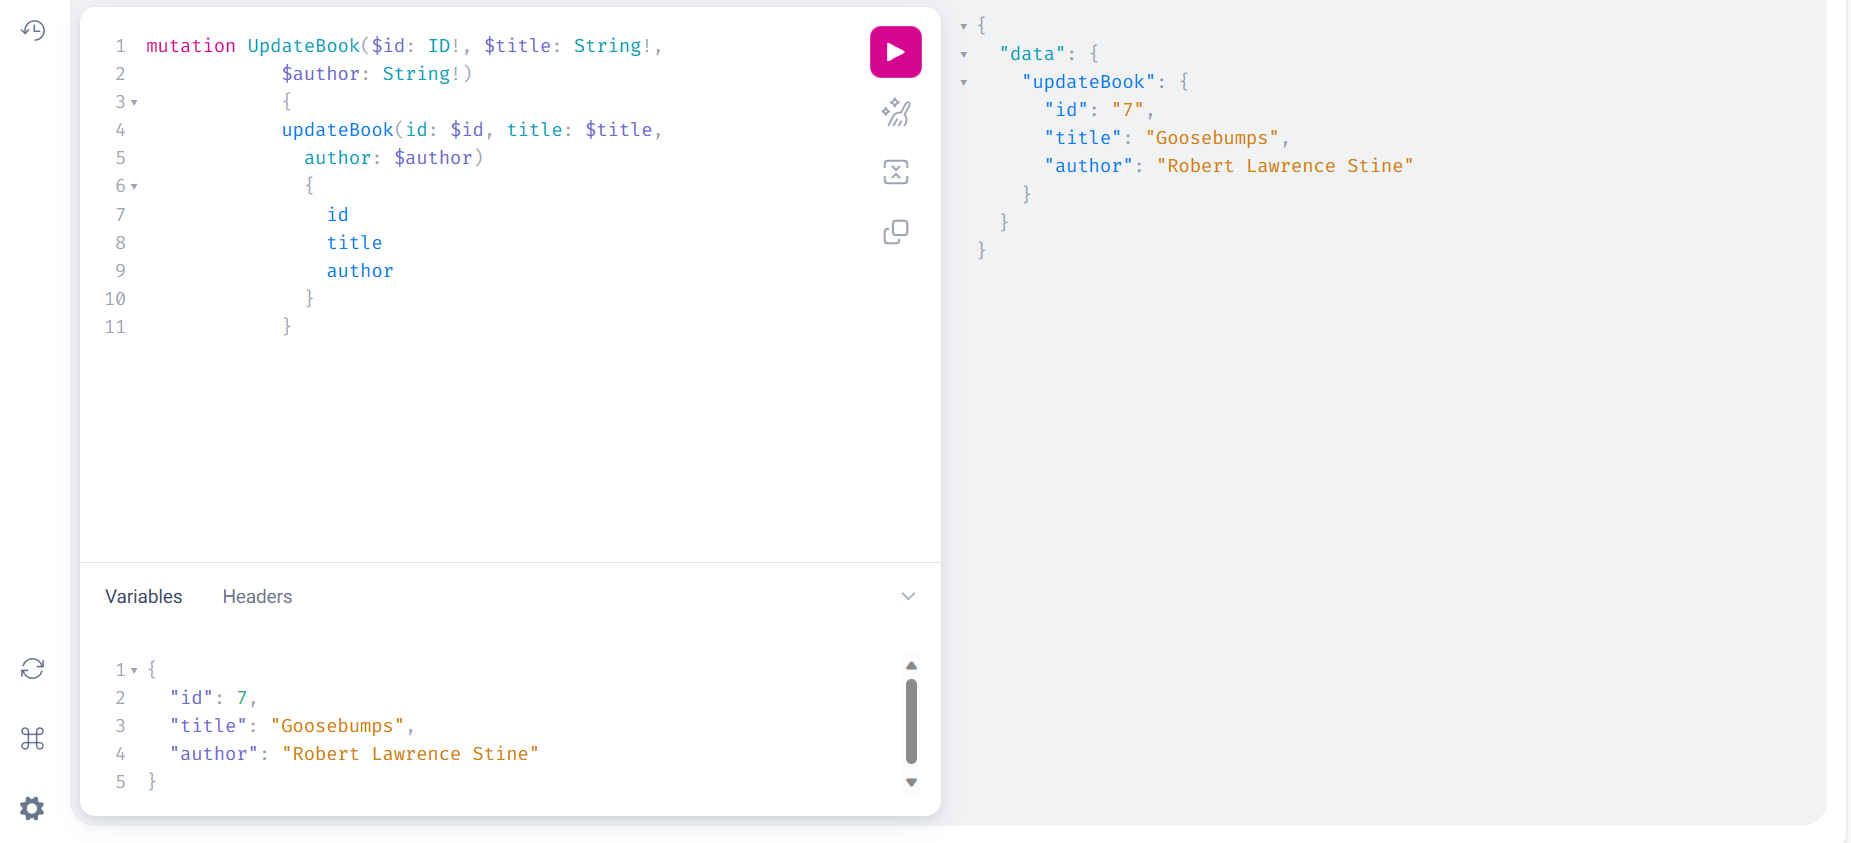 1 mutation UpdateBook($id: ID!, $title: String!,
2 $author: String!)
3 {
4 updateBook(id: $id, title: $title,
5 author: $author)
6 {
7 id
8 title
9 author
10 }
11 }
Variables Headers
1 {
2 "id": 7,
3 "title": "Goosebumps",
4 "author": "Robert Lawrence Stine"
5 }
{
"data": {
"updateBook": {
"id": "7",
"title": "Goosebumps",
"author": "Robert Lawrence Stine"
}
}
}